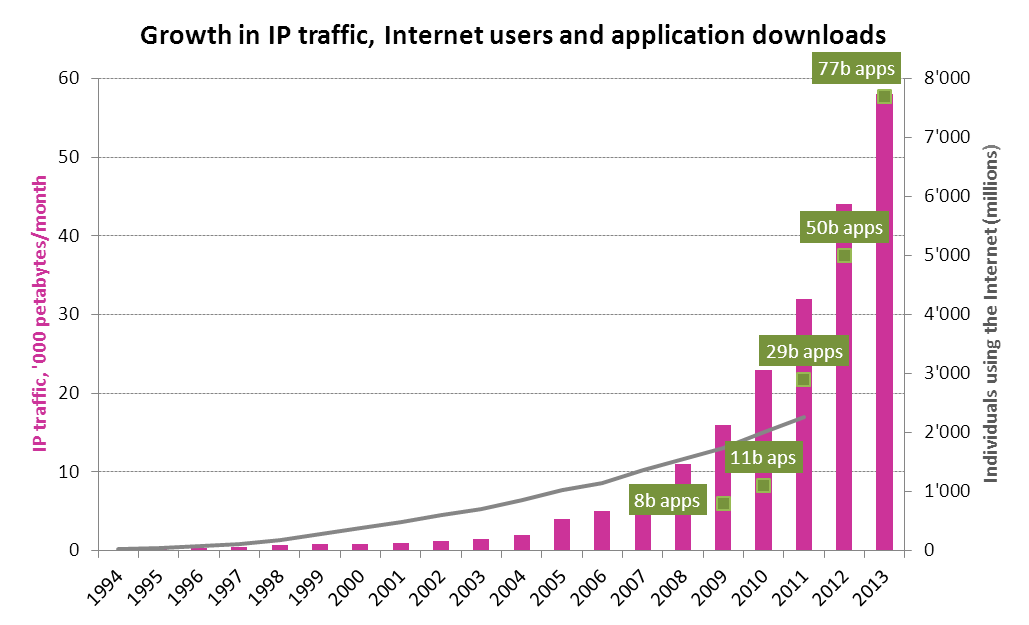 Growth in IP traffic, Internet users and application downloads
IP traffic, '000 petabytes/month
60
50
40
30
20
10
0
77b apps
50b apps
29b apps
11b aps
8b apps
8'000
7'000
6'000
5'000
4'000
3'000
2'000
1'000
0
Individuals using the Internet (millions)
1994 1995 1996 1997 1998 1999 2000 2001 2002 2003 2004 2005 2006 2007 2008 2009 2010 2011 2012 2013